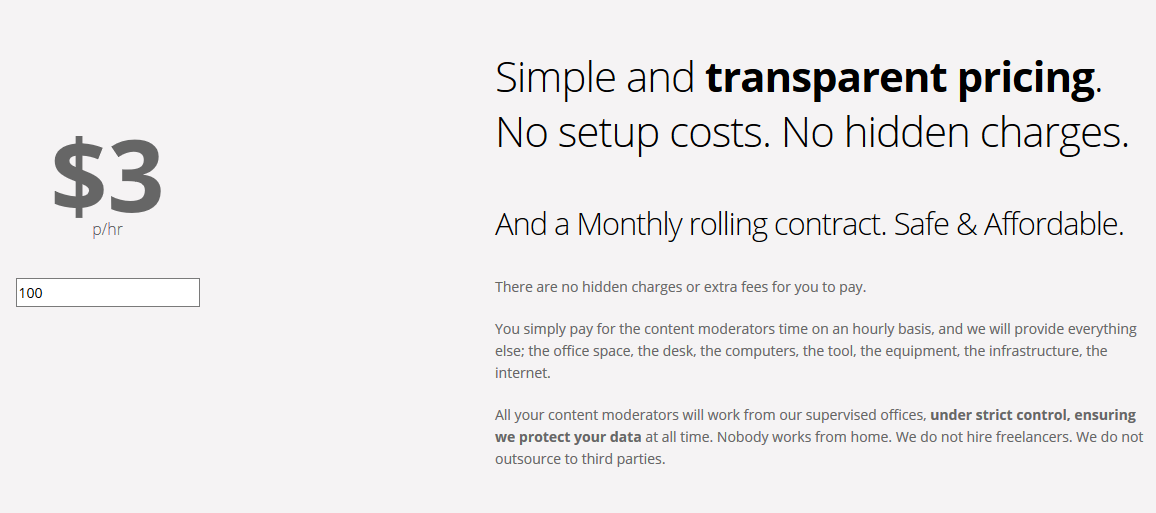 $3
p/hr
100
Simple and transparent pricing.
No setup costs. No hidden charges.
And a Monthly rolling contract. Safe & Affordable.
There are no hidden charges or extra fees for you to pay.
You simply pay for the content moderators time on an hourly basis, and we will provide everything
else; the office space, the desk, the computers, the tool, the equipment, the infrastructure, the
internet.
All your content moderators will work from our supervised offices, under strict control, ensuring
we protect your data at all time. Nobody works from home. We do not hire freelancers. We do not
outsource to third parties.